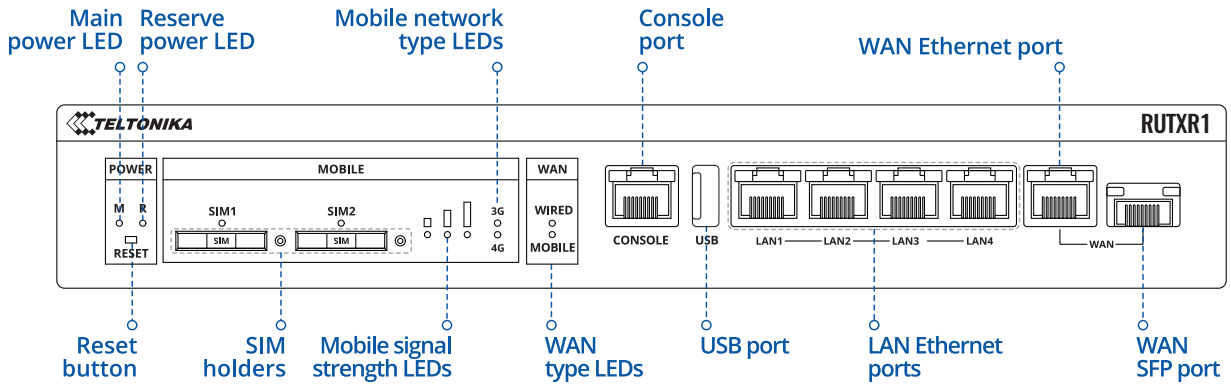 Main
power LED
Reserve
power LED
Mobile network
type LEDs
Console
port
WAN Ethernet port
TELTONIKA
RUTXR1
POWER
MOBILE
WAN
M R
SIM1
SIM2
3G
WIRED
SIM
SIM
RESET
4G
MOBILE
CONSOLE
USB
LAN1 LAN2 LAN3 LAN4
WAN
Reset
button
SIM
holders
Mobile signal
strength LEDs
WAN
type LEDs
USB port
LAN Ethernet
ports
WAN
SFP port